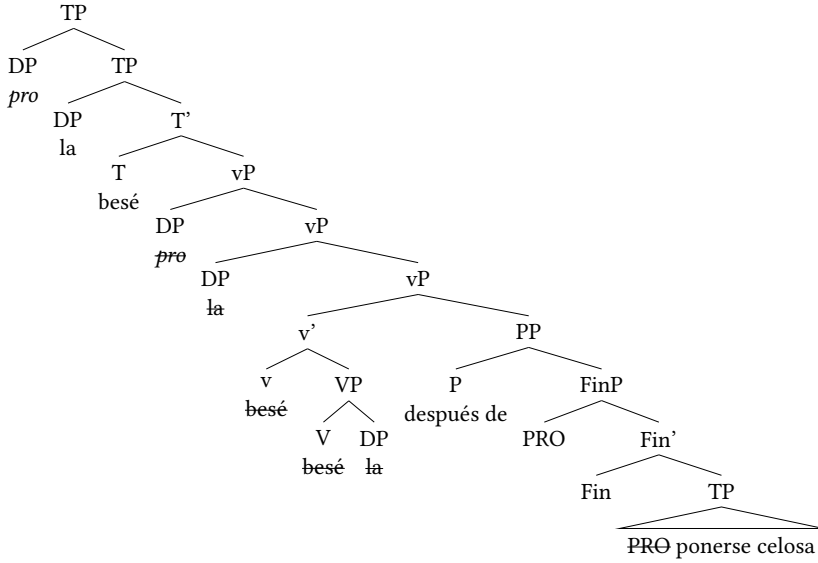 TP
DP TP
pro
DP T'
la
T vP
besé
DP vP
pro
DP vP
la
v' PP
v VP P FinP
besé después de
V DP PRO Fin'
besé la
Fin TP
PRO ponerse celosa